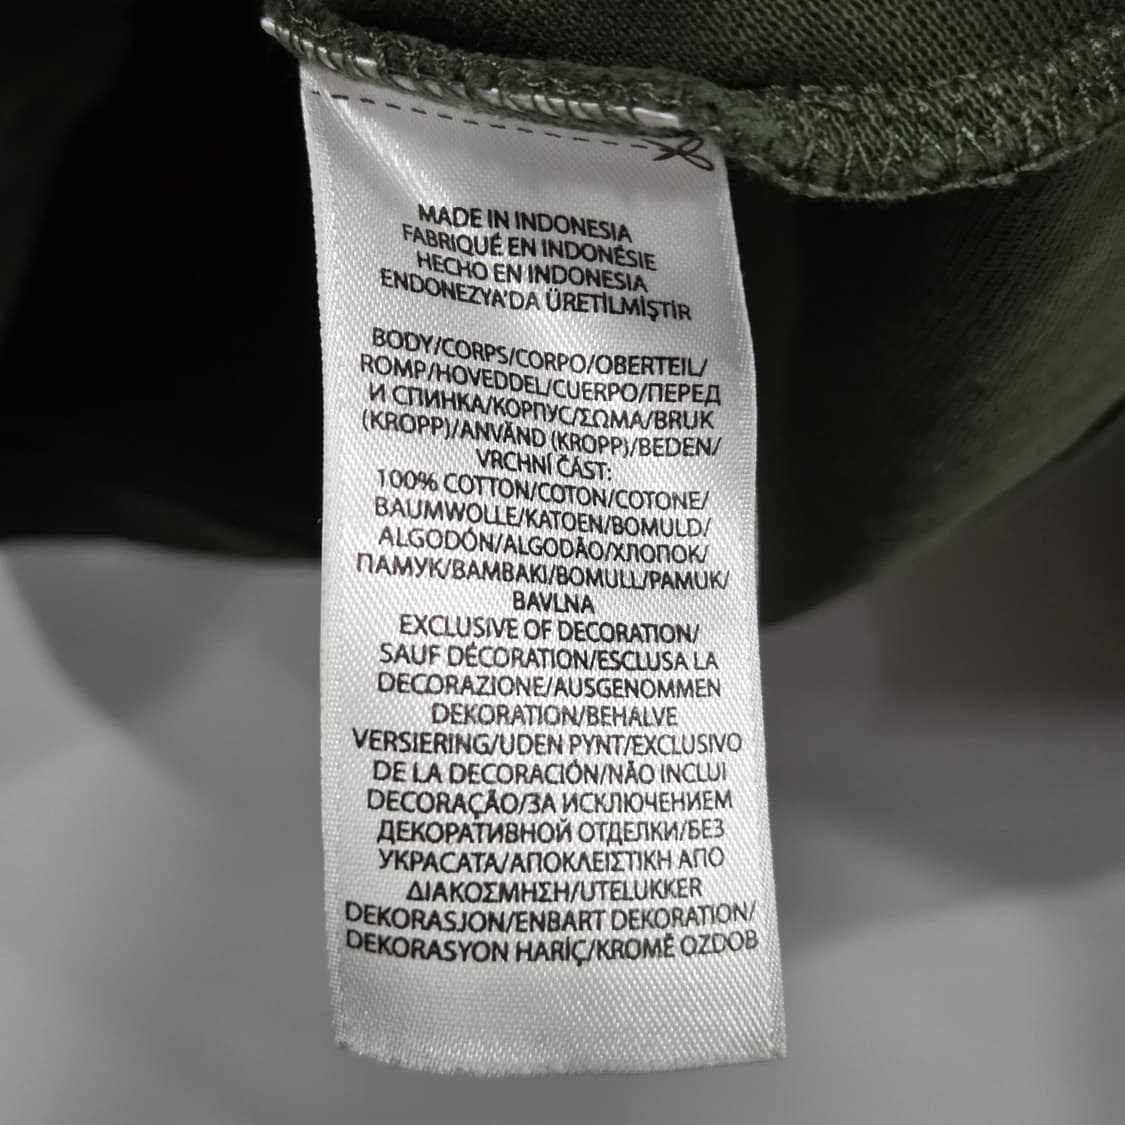 MADE IN INDONESIA
FABRIQUÉ EN INDONÉSIE
HECHO EN INDONESIA
ENDONEZYA'DA ÜRETİLMİŞTİR
BODY/CORPS/CORPO/OBERTEIL/
ROMP/HOVEDDEL/CUERPO/ПЕРЕД
И СПИНКА/КОРПУС/ΣΩΜΑ/BRUK
(KROPP)/ANVÄND (KROPP)/BEDEN/
VRCHNÍ ČÁST:
100% COTTON/COTON/COTONE/
BAUMWOLLE/KATOEN/BOMULD/
ALGODÓN/ALGODÃO/ХЛОПОК/
ПАМУК/ΒΑΜΒΑΚΙ/BOMULL/PAMUK/
BAVLNA
EXCLUSIVE OF DECORATION/
SAUF DÉCORATION/ESCLUSA LA
DECORAZIONE/AUSGENOMMEN
DEKORATION/BEHALVE
VERSIERING/UDEN PYNT/EXCLUSIVO
DE LA DECORACIÓN/NÃO INCLUI
DECORAÇÃO/ЗА ИСКЛЮЧЕНИЕМ
ДЕКОРАТИВНОЙ ОТДЕЛКИ/БЕЗ
УКРАСАТА/ΑΠΟΚΛΕΙΣΤΙΚΗ ΑΠΟ
ΔΙΑΚΟΣΜΗΣΗ/UTELUKKER
DEKORASJON/ENBART DEKORATION/
DEKORASYON HARİÇ/KROMĚ OZDOB